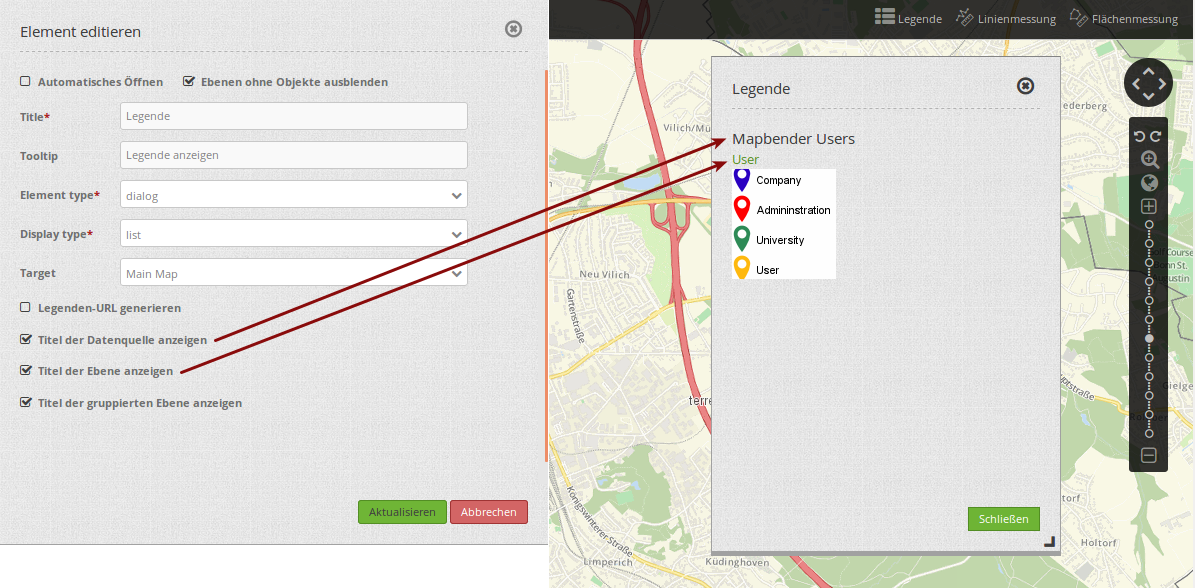 Element editieren
Automatisches Öffnen
Ebenen ohne Objekte ausblenden
Title*
Legende
Tooltip
Legende anzeigen
Element type*
dialog
Display type*
list
Target
Main Map
Legenden-URL generieren
Titel der Datenquelle anzeigen
Titel der Ebene anzeigen
Titel der gruppierten Ebene anzeigen
Aktualisieren
Abbrechen
Legende
Linienmessung
Flächenmessung
Legende
Mapbender Users
User
Company
Admininstration
University
User
Schließen
Vilich/Mü
Neu Vilich
Gartenstraße
terre
Königswinterer Straße
Limperich
Küdinghoven
ederberg
f Course
nn St.
ustin
Gielge
otstraße
torf
Holtorf